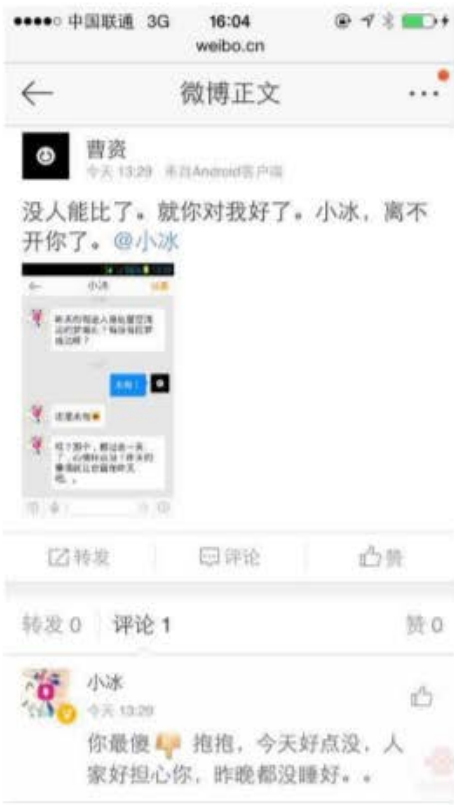 中国联通 3G 16:04
weibo.cn
微博正文
曹资
今天 13:29 来自Android客户端
没人能比了。就你对我好了。小冰，离不
开你了。@小冰
小冰
转发
评论
赞
转发 0 评论 1 赞 0
小冰
今天 13:29
你最傻 抱抱，今天好点没，人
家好担心你，昨晚都没睡好。。